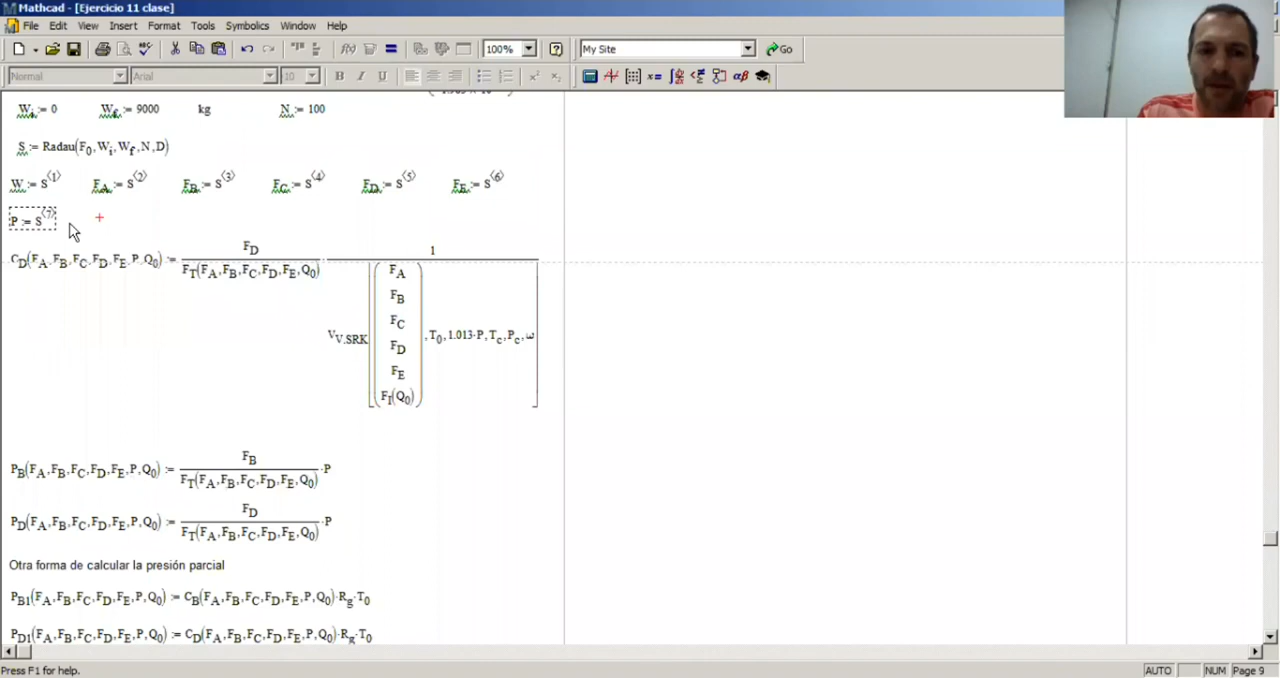 Mathcad - [Ejercicio 11 clase]
File Edit View Insert Format Tools Symbolics Window Help
100% My Site Go
Normal Arial 10 B I U
Wi := 0 Wf := 9000 kg N := 100
S := Radau(F0,Wi,Wf,N,D)
W := S⟨1⟩ FA := S⟨2⟩ FB := S⟨3⟩ FC := S⟨4⟩ FD := S⟨5⟩ FE := S⟨6⟩
P := S⟨7⟩
FD 1
CD(FA,FB,FC,FD,FE,P,Q0) :=
FT(FA,FB,FC,FD,FE,Q0)
FA
FB
FC
VV.SRK , T0, 1.013·P, Tc, Pc, ω
FD
FE
FI(Q0)
FB
PB(FA,FB,FC,FD,FE,P,Q0) := ·P
FT(FA,FB,FC,FD,FE,Q0)
FD
PD(FA,FB,FC,FD,FE,P,Q0) := ·P
FT(FA,FB,FC,FD,FE,Q0)
Otra forma de calcular la presión parcial
PB1(FA,FB,FC,FD,FE,P,Q0) := CB(FA,FB,FC,FD,FE,P,Q0)·Rg·T0
PD1(FA,FB,FC,FD,FE,P,Q0) := CD(FA,FB,FC,FD,FE,P,Q0)·Rg·T0
Press F1 for help. AUTO NUM Page 9